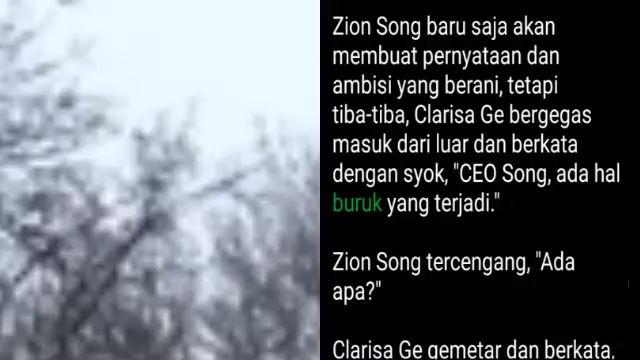 Zion Song baru saja akan
membuat pernyataan dan
ambisi yang berani, tetapi
tiba-tiba, Clarisa Ge bergegas
masuk dari luar dan berkata
dengan syok, "CEO Song, ada hal
buruk yang terjadi."
Zion Song tercengang, "Ada
apa?"
Clarisa Ge gemetar dan berkata,